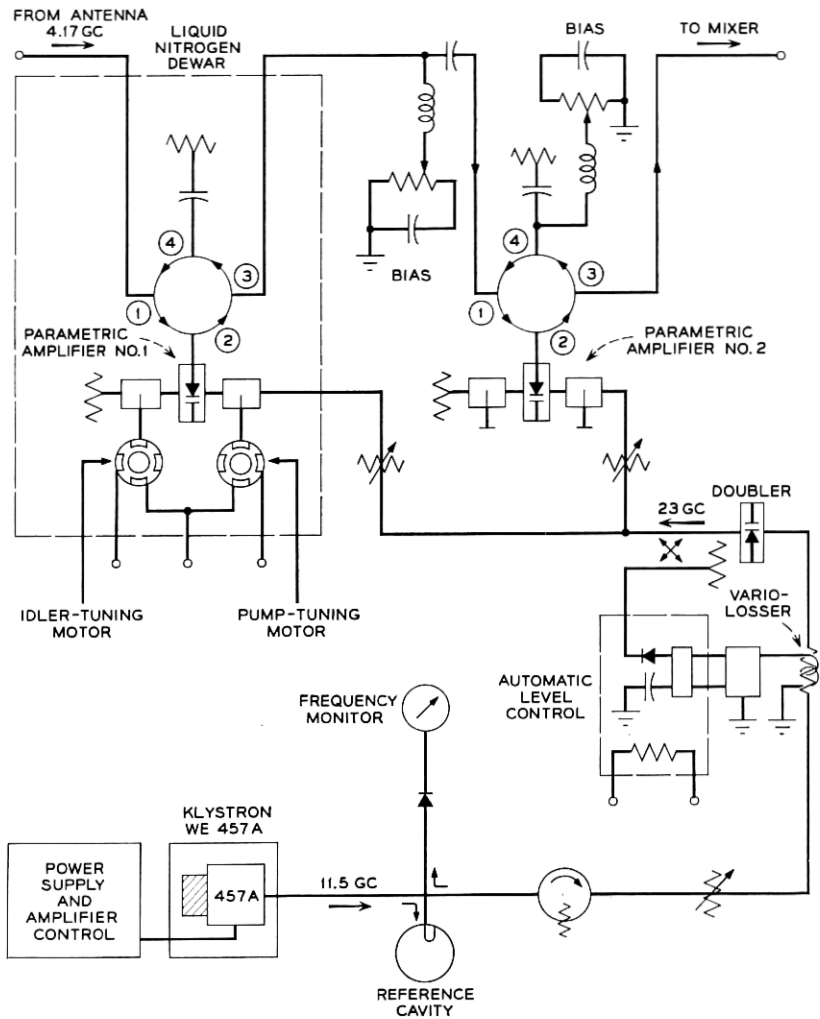 FROM ANTENNA
4.17 GC
LIQUID
NITROGEN
DEWAR
BIAS
TO MIXER
4
3
1
2
BIAS
4
3
1
2
PARAMETRIC
AMPLIFIER NO.1
PARAMETRIC
AMPLIFIER NO.2
DOUBLER
23 GC
IDLER-TUNING
MOTOR
PUMP-TUNING
MOTOR
VARIO-
LOSSER
AUTOMATIC
LEVEL
CONTROL
FREQUENCY
MONITOR
KLYSTRON
WE 457A
POWER
SUPPLY
AND
AMPLIFIER
CONTROL
457A
11.5 GC
REFERENCE
CAVITY